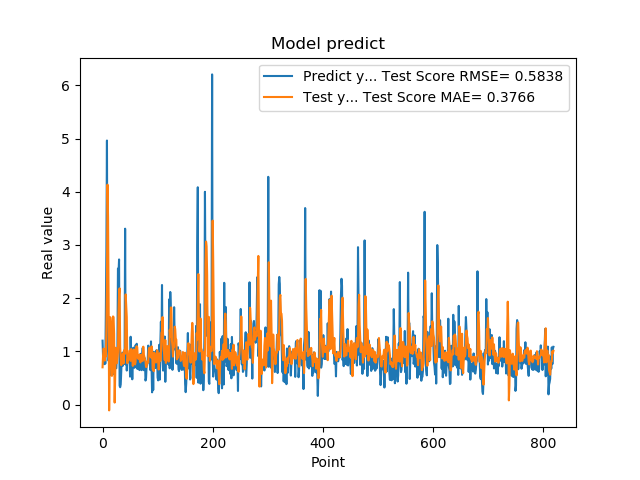 Model predict
Predict y... Test Score RMSE= 0.5838
Test y... Test Score MAE= 0.3766
Real value
6
5
4
3
2
1
0
0 200 400 600 800
Point